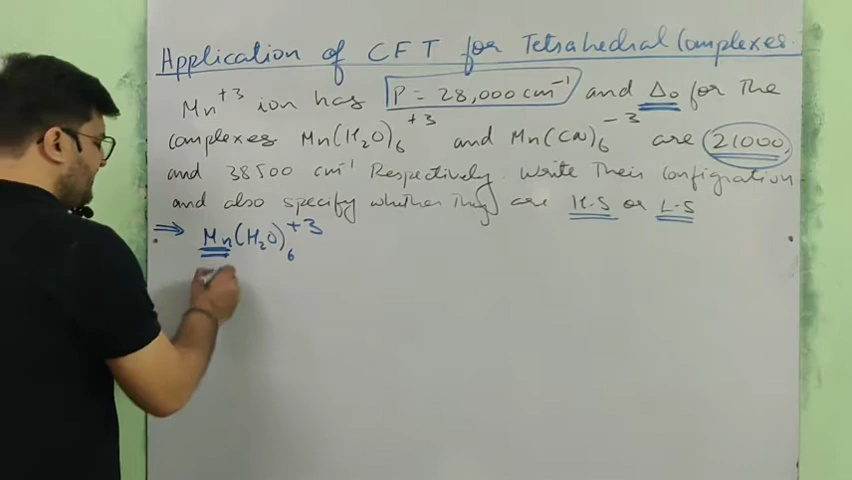 Application of CFT for Tetrahedral Complexes.
Mn+3 ion has P = 28,000 cm-1 and Δo for the
complexes Mn(H2O)6+3 and Mn(CN)6-3 are 21000,
and 38500 cm-1 Respectively. Write Their Configration
and also specify whether They are H.S or L-S
⇒ Mn(H2O)6+3